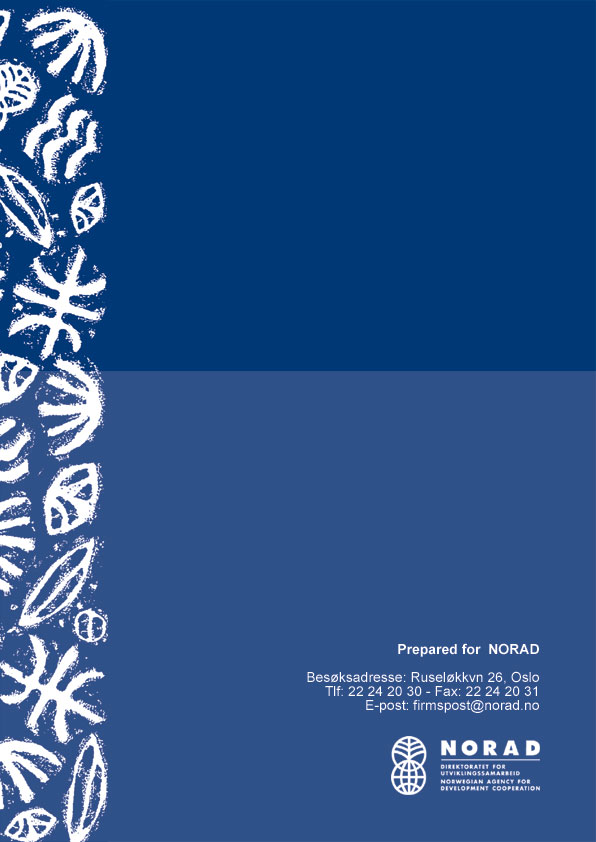 Prepared for  NORAD
Besøksadresse: Ruseløkkvn 26, Oslo
Tlf: 22 24 20 30 - Fax: 22 24 20 31
E-post: firmspost@norad.no
NORAD
DIREKTORATET FOR
UTVIKLINGSSAMARBEID
NORWEGIAN AGENCY FOR
DEVELOPMENT COOPERATION